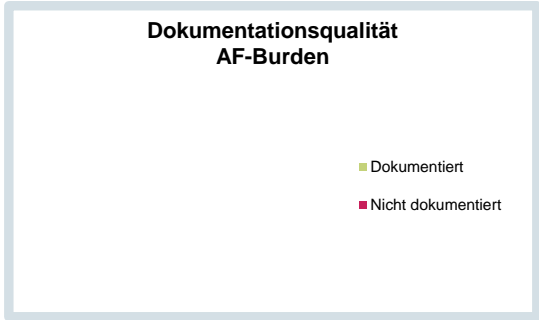 Dokumentationsqualität
AF-Burden
Dokumentiert
Nicht dokumentiert